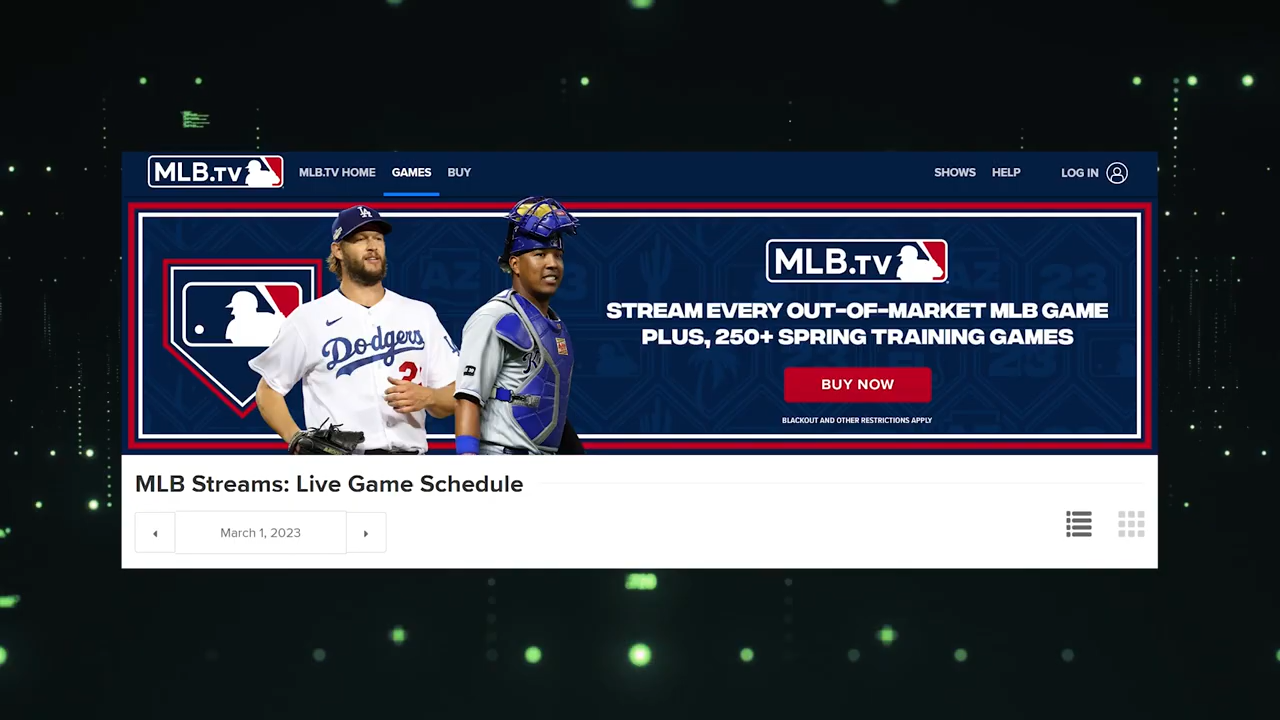 MLB.TV
MLB.TV HOME
GAMES
BUY
SHOWS
HELP
LOG IN
LA
Dodgers
2
MLB.TV
STREAM EVERY OUT-OF-MARKET MLB GAME
PLUS, 250+ SPRING TRAINING GAMES
BUY NOW
BLACKOUT AND OTHER RESTRICTIONS APPLY
MLB Streams: Live Game Schedule
March 1, 2023